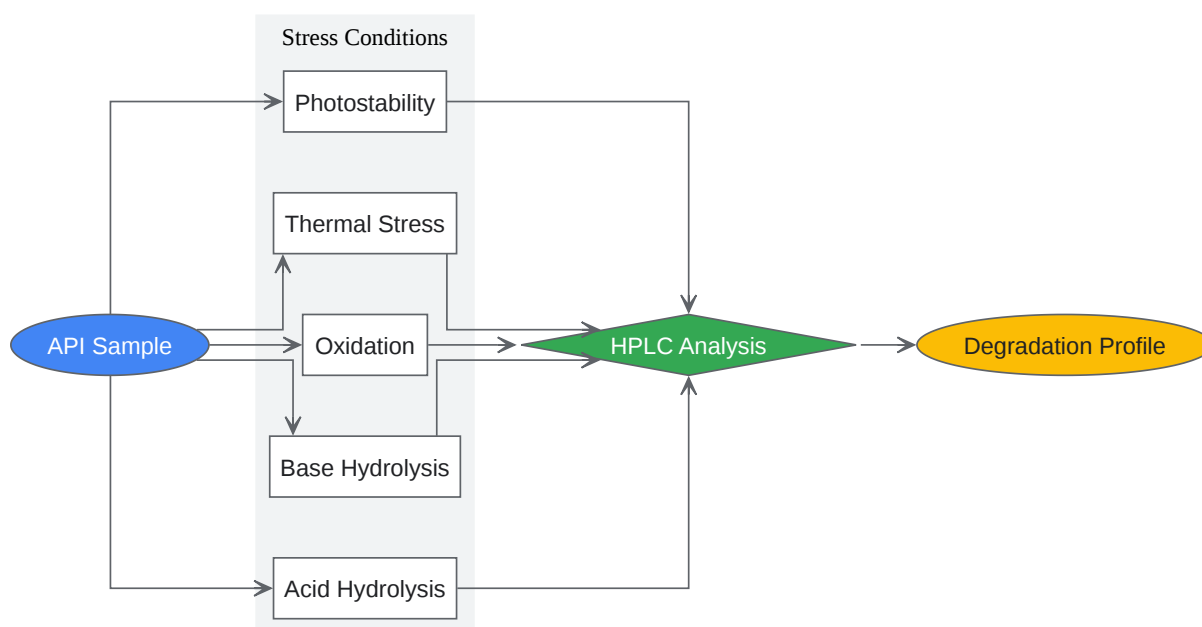 Stress Conditions
Photostability
Thermal Stress
API Sample
Oxidation
HPLC Analysis
Degradation Profile
Base Hydrolysis
Acid Hydrolysis